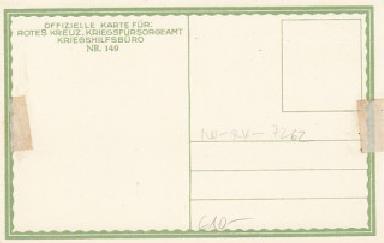 OFFIZIELLE KARTE FÜR:
ROTES KREUZ, KRIEGSFÜRSORGEAMT
KRIEGSHILFSBÜRO
NR. 149